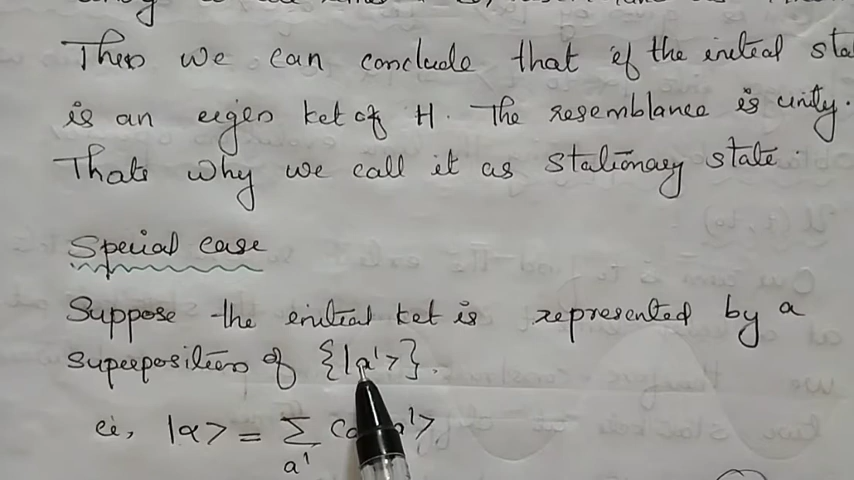 Then we can conclude that if the initial sta
is an eigen ket of H. The resemblance is unity.
Thats why we call it as stationary state.
Special case
Suppose the initial ket is represented by a
superposition of {|a'>}.
ie, |α> = Σ a' C a'>